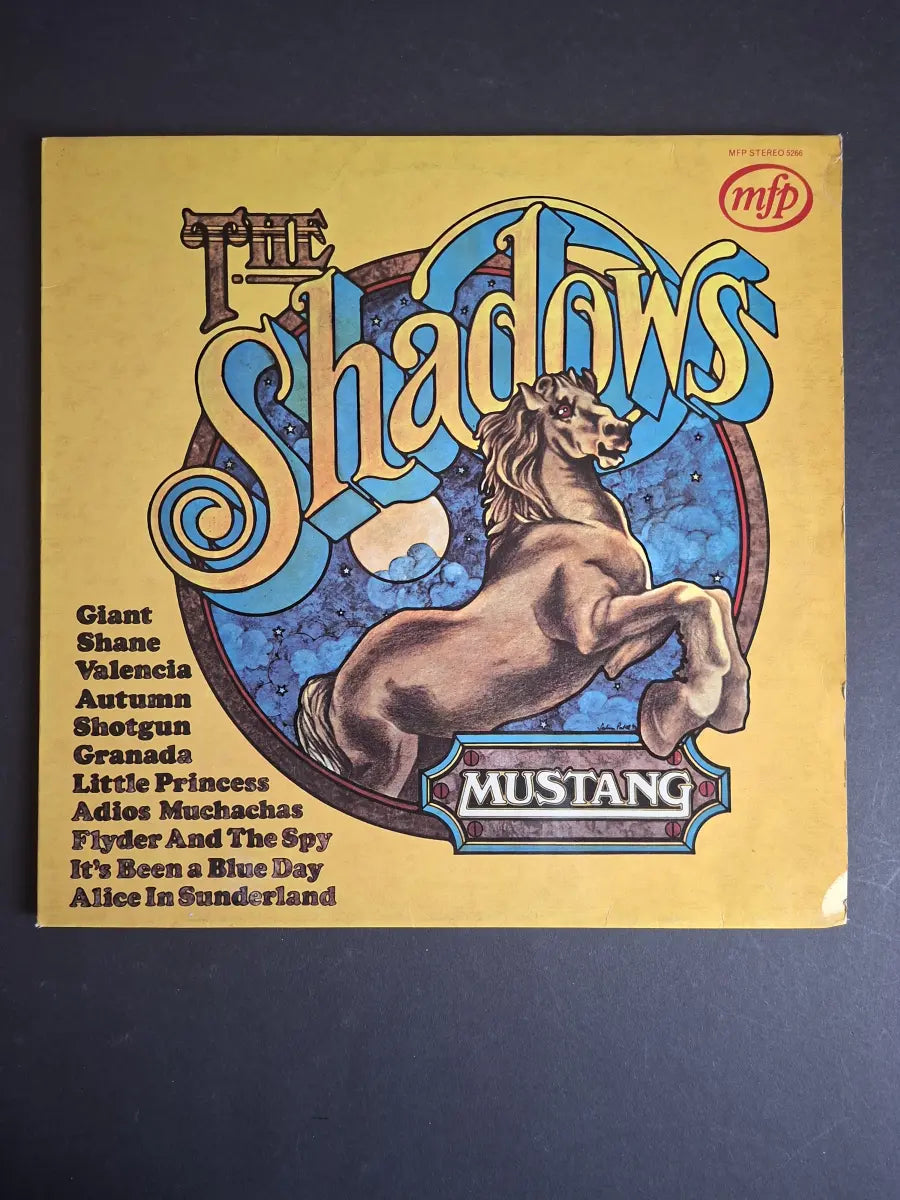 MFP STEREO 5266
mfp
THE
Shadows
Giant
Shane
Valencia
Autumn
Shotgun
Granada
Little Princess
Adios Muchachas
Flyder And The Spy
It's Been a Blue Day
Alice In Sunderland
MUSTANG